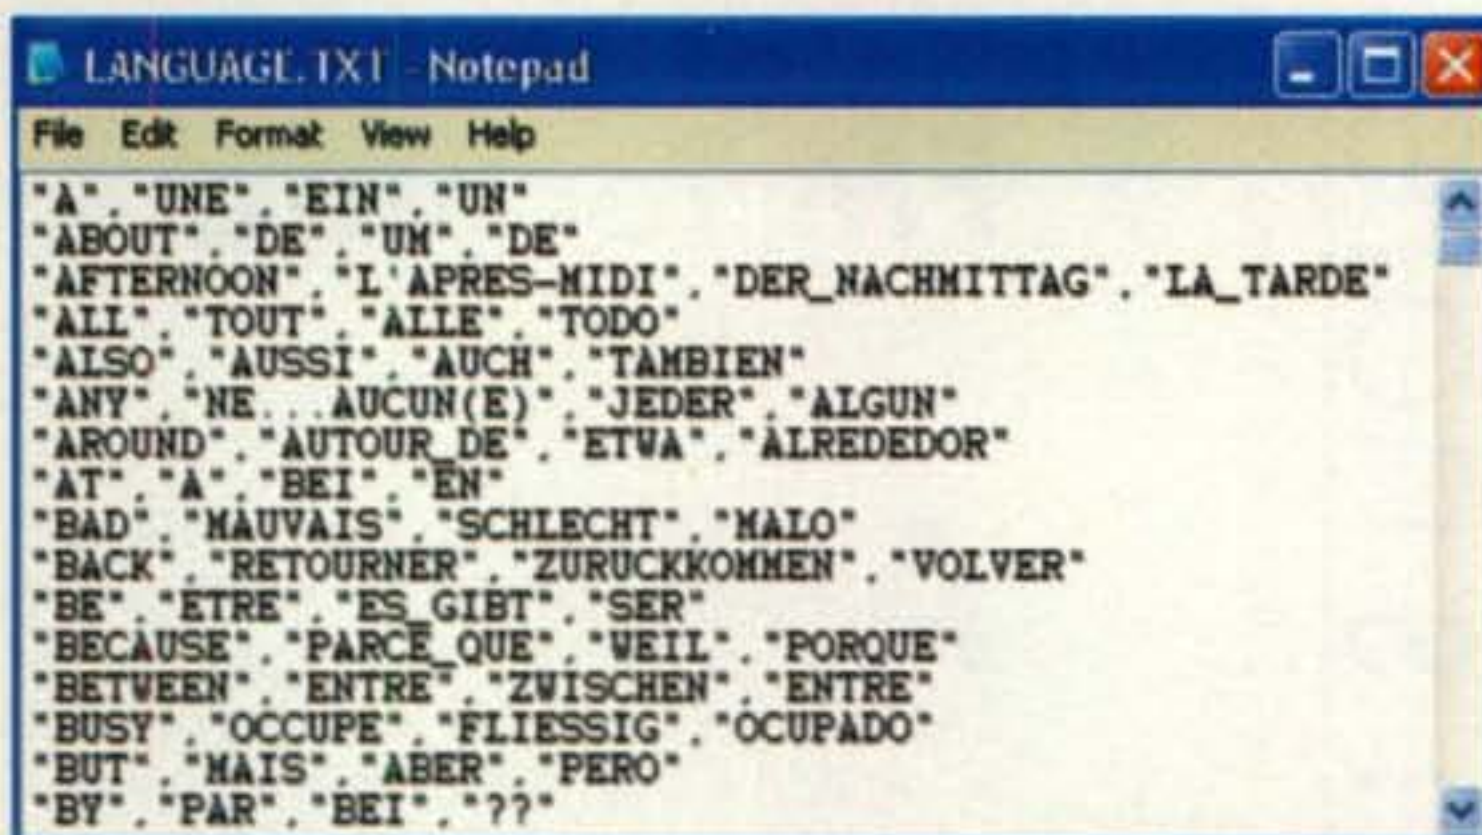 LANGUAGE.TXT - Notepad
File Edit Format View Help
"A","UNE","EIN","UN"
"ABOUT","DE","UM","DE"
"AFTERNOON","L'APRES-MIDI","DER_NACHMITTAG","LA_TARDE"
"ALL","TOUT","ALLE","TODO"
"ALSO","AUSSI","AUCH","TAMBIEN"
"ANY","NE...AUCUN(E)","JEDER","ALGUN"
"AROUND","AUTOUR_DE","ETWA","ALREDEDOR"
"AT","A","BEI","EN"
"BAD","MAUVAIS","SCHLECHT","MALO"
"BACK","RETOURNER","ZURUCKKOMMEN","VOLVER"
"BE","ETRE","ES_GIBT","SER"
"BECAUSE","PARCE_QUE","WEIL","PORQUE"
"BETWEEN","ENTRE","ZWISCHEN","ENTRE"
"BUSY","OCCUPE","FLIESSIG","OCUPADO"
"BUT","MAIS","ABER","PERO"
"BY","PAR","BEI","??"